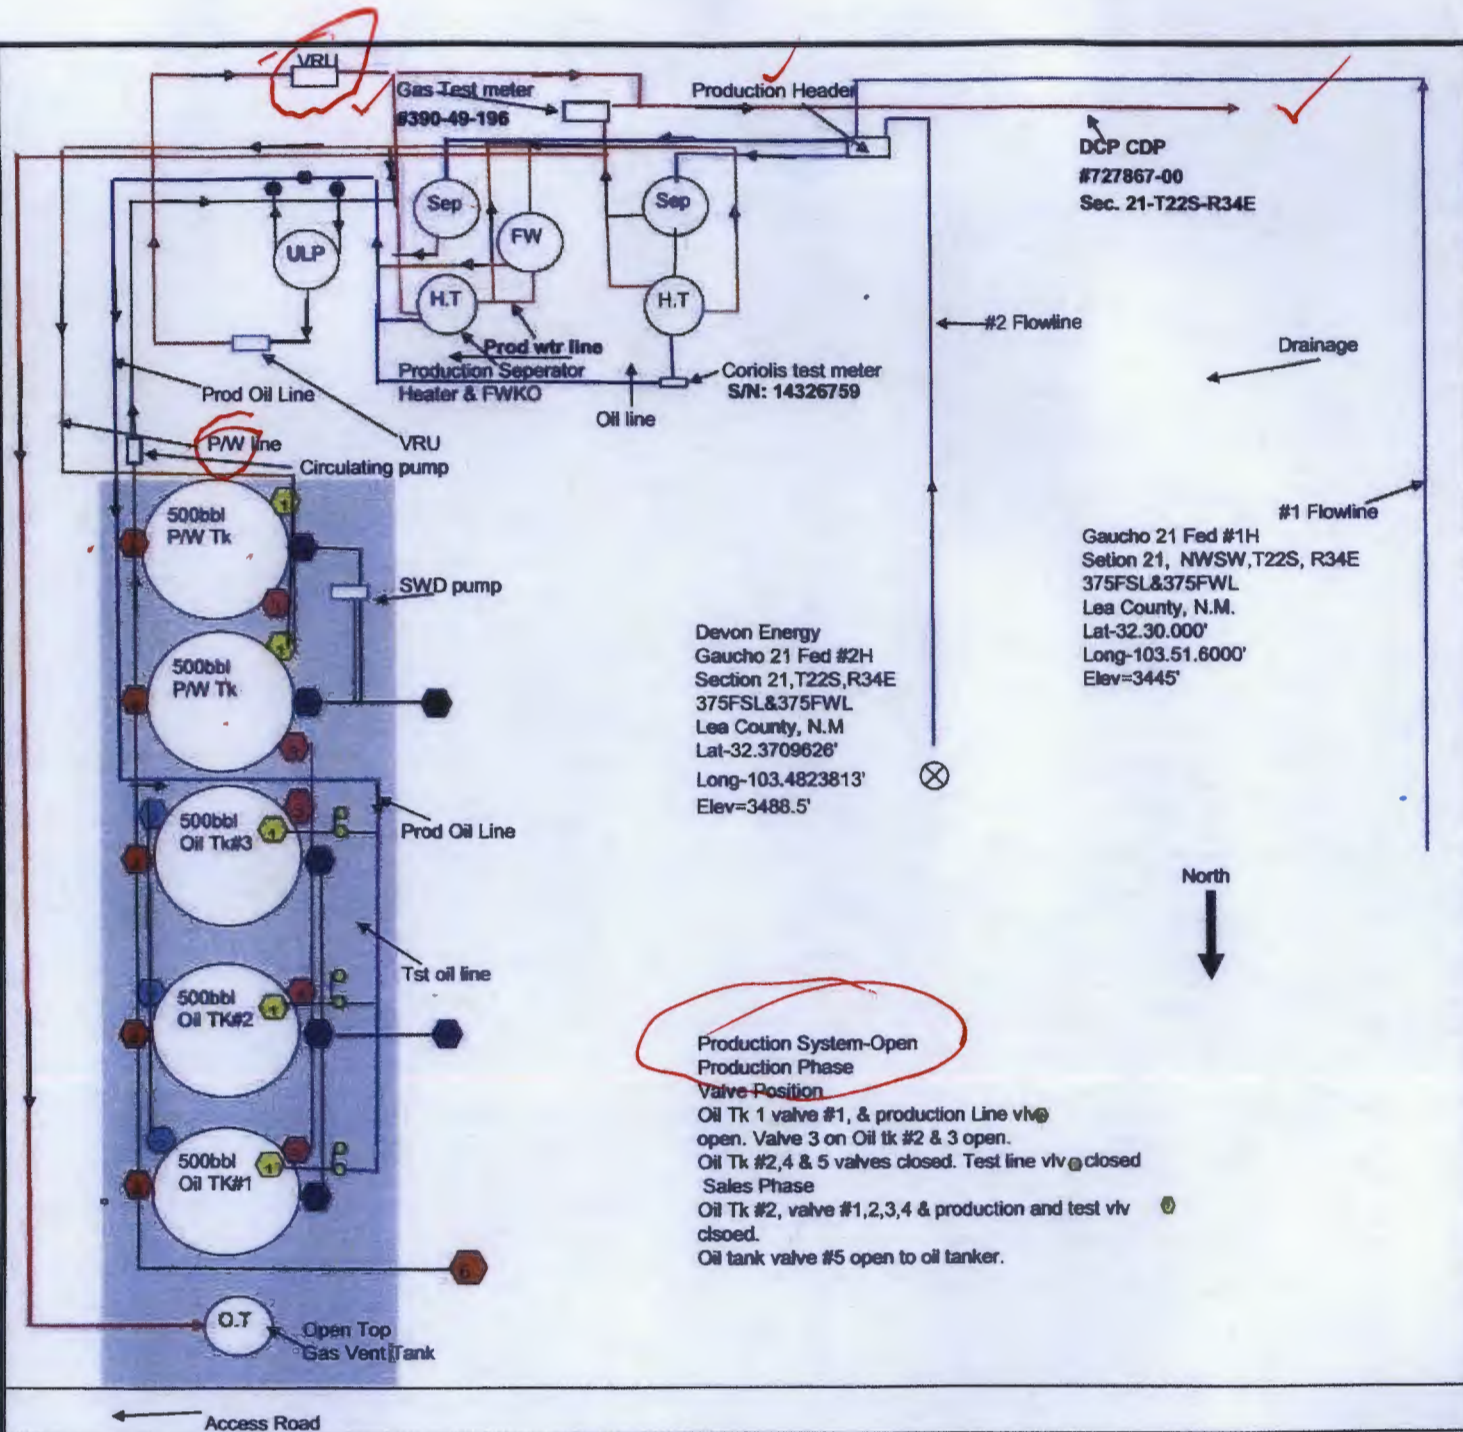 VRU
Gas Test meter
#390-49-196
Production Header
DCP CDP
#727867-00
Sec. 21-T22S-R34E
Sep
Sep
FW
ULP
H.T
H.T
#2 Flowline
Drainage
Prod wtr line
Production Seperator
Heater & FWKO
Coriolis test meter
S/N: 14326759
Oil line
Prod Oil Line
P/W line
VRU
Circulating pump
#1 Flowline
500bbl
P/W Tk
1
SWD pump
Gaucho 21 Fed #1H
Setion 21, NWSW,T22S, R34E
375FSL&375FWL
Lea County, N.M.
Lat-32.30.000'
Long-103.51.6000'
Elev=3445'
500bbl
P/W Tk
Devon Energy
Gaucho 21 Fed #2H
Section 21,T22S,R34E
375FSL&375FWL
Lea County, N.M
Lat-32.3709626'
Long-103.4823813'
Elev=3488.5'
500bbl
Oil Tk#3
1
Prod Oil Line
North
Tst oil line
500bbl
Oil TK#2
1
Production System-Open
Production Phase
Valve Position
Oil Tk 1 valve #1, & production Line vlv
open. Valve 3 on Oil tk #2 & 3 open.
Oil Tk #2,4 & 5 valves closed. Test line vlv closed
Sales Phase
Oil Tk #2, valve #1,2,3,4 & production and test vlv
clsoed.
Oil tank valve #5 open to oil tanker.
500bbl
Oil TK#1
1
O.T
Open Top
Gas Vent Tank
Access Road